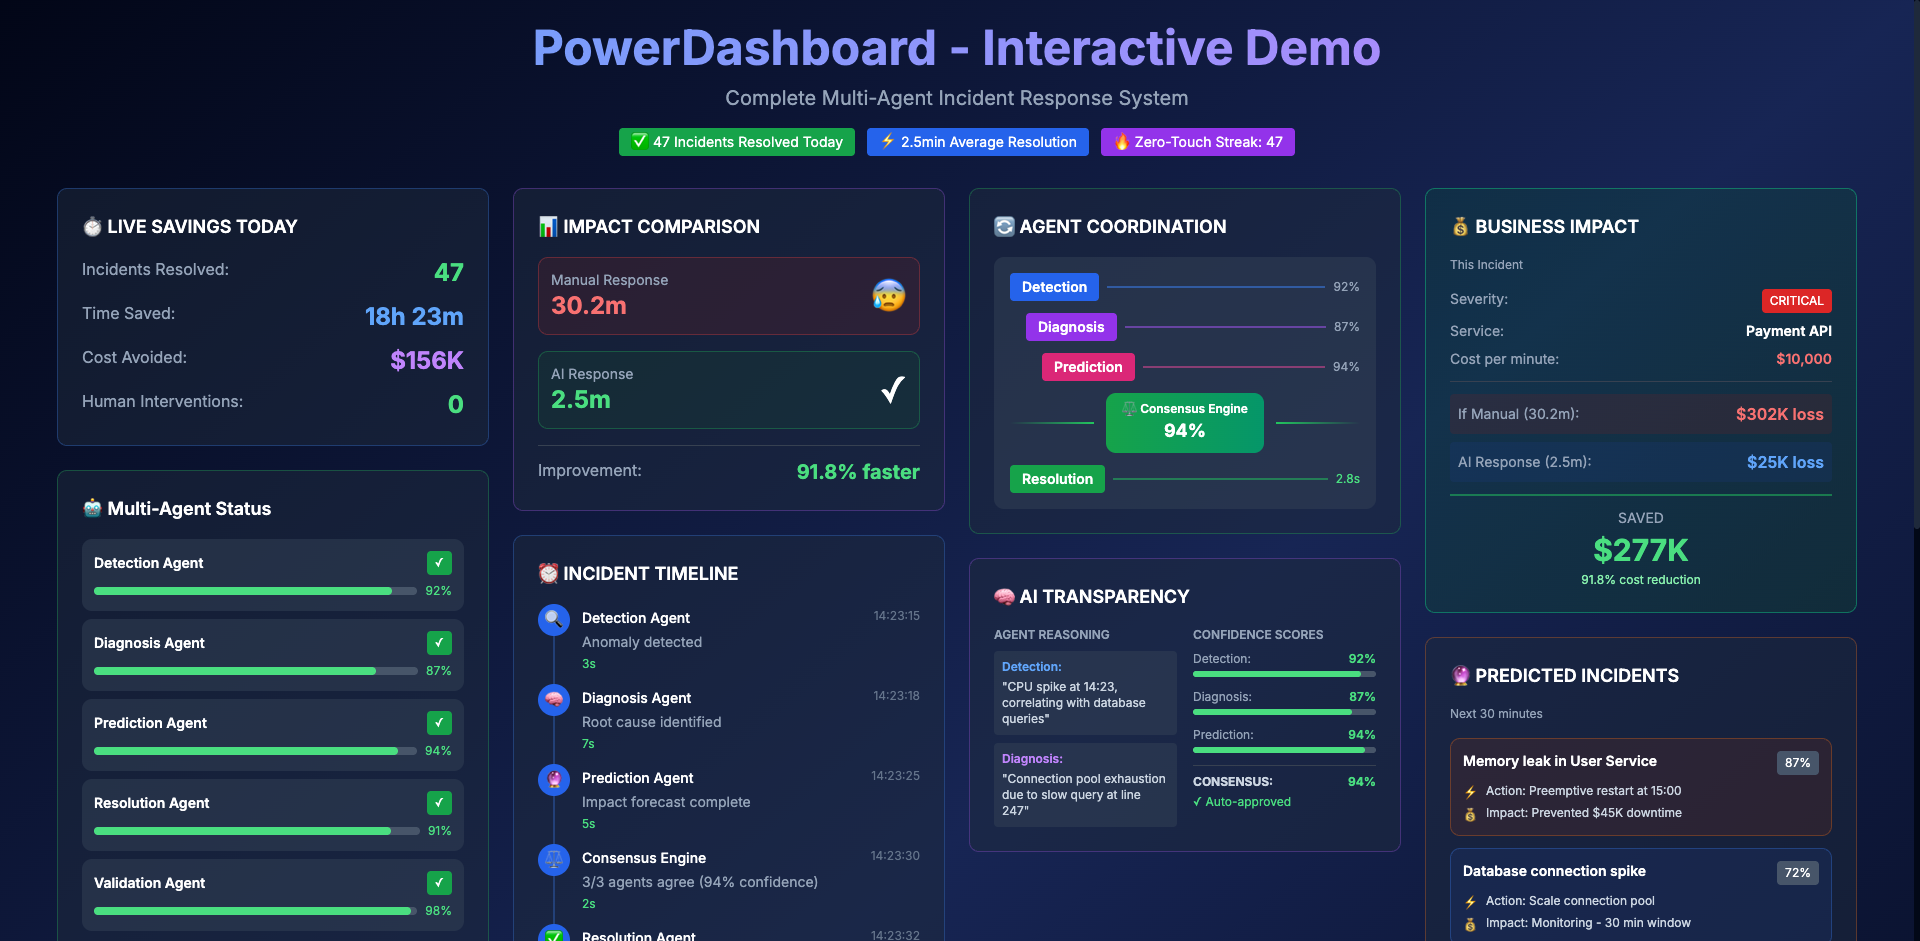 PowerDashboard - Interactive Demo
Complete Multi-Agent Incident Response System
✅ 47 Incidents Resolved Today
⚡ 2.5min Average Resolution
🔥 Zero-Touch Streak: 47
⏱️ LIVE SAVINGS TODAY
Incidents Resolved: 47
Time Saved: 18h 23m
Cost Avoided: $156K
Human Interventions: 0
🤖 Multi-Agent Status
Detection Agent ✓
92%
Diagnosis Agent ✓
87%
Prediction Agent ✓
94%
Resolution Agent ✓
91%
Validation Agent ✓
98%
📊 IMPACT COMPARISON
Manual Response
30.2m
AI Response
2.5m
Improvement: 91.8% faster
⏰ INCIDENT TIMELINE
Detection Agent 14:23:15
Anomaly detected
3s
Diagnosis Agent 14:23:18
Root cause identified
7s
Prediction Agent 14:23:25
Impact forecast complete
5s
Consensus Engine 14:23:30
3/3 agents agree (94% confidence)
2s
Resolution Agent 14:23:32
🔄 AGENT COORDINATION
Detection 92%
Diagnosis 87%
Prediction 94%
⚖️ Consensus Engine
94%
Resolution 2.8s
🧠 AI TRANSPARENCY
AGENT REASONING
Detection:
"CPU spike at 14:23,
correlating with database
queries"
Diagnosis:
"Connection pool exhaustion
due to slow query at line
247"
CONFIDENCE SCORES
Detection: 92%
Diagnosis: 87%
Prediction: 94%
CONSENSUS: 94%
✓ Auto-approved
💰 BUSINESS IMPACT
This Incident
Severity: CRITICAL
Service: Payment API
Cost per minute: $10,000
If Manual (30.2m): $302K loss
AI Response (2.5m): $25K loss
SAVED
$277K
91.8% cost reduction
🔮 PREDICTED INCIDENTS
Next 30 minutes
Memory leak in User Service 87%
⚡ Action: Preemptive restart at 15:00
💰 Impact: Prevented $45K downtime
Database connection spike 72%
⚡ Action: Scale connection pool
💰 Impact: Monitoring - 30 min window